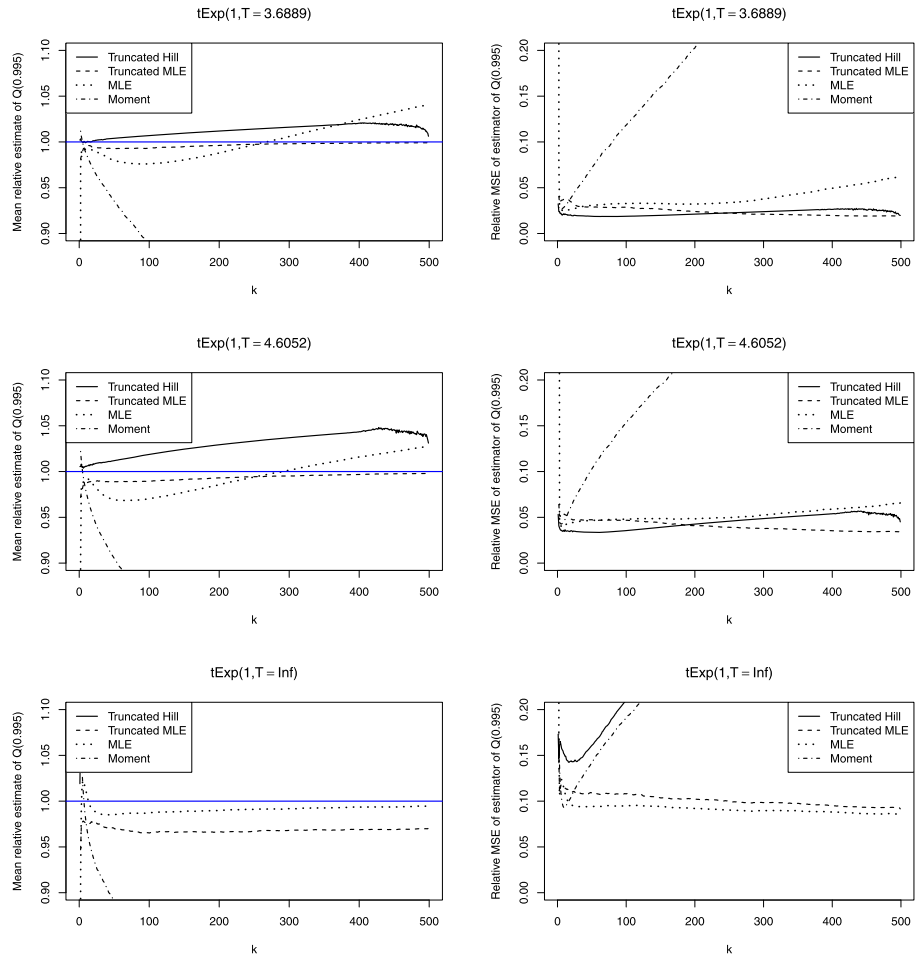 tExp(1,T = 3.6889)
Mean relative estimate of Q(0.995)
1.10
1.05
1.00
0.95
0.90
Truncated Hill
Truncated MLE
MLE
Moment
0 100 200 300 400 500
k
tExp(1,T = 3.6889)
Relative MSE of estimator of Q(0.995)
0.20
0.15
0.10
0.05
0.00
Truncated Hill
Truncated MLE
MLE
Moment
0 100 200 300 400 500
k
tExp(1,T = 4.6052)
Mean relative estimate of Q(0.995)
1.10
1.05
1.00
0.95
0.90
Truncated Hill
Truncated MLE
MLE
Moment
0 100 200 300 400 500
k
tExp(1,T = 4.6052)
Relative MSE of estimator of Q(0.995)
0.20
0.15
0.10
0.05
0.00
Truncated Hill
Truncated MLE
MLE
Moment
0 100 200 300 400 500
k
tExp(1,T = Inf)
Mean relative estimate of Q(0.995)
1.10
1.05
1.00
0.95
0.90
Truncated Hill
Truncated MLE
MLE
Moment
0 100 200 300 400 500
k
tExp(1,T = Inf)
Relative MSE of estimator of Q(0.995)
0.20
0.15
0.10
0.05
0.00
Truncated Hill
Truncated MLE
MLE
Moment
0 100 200 300 400 500
k